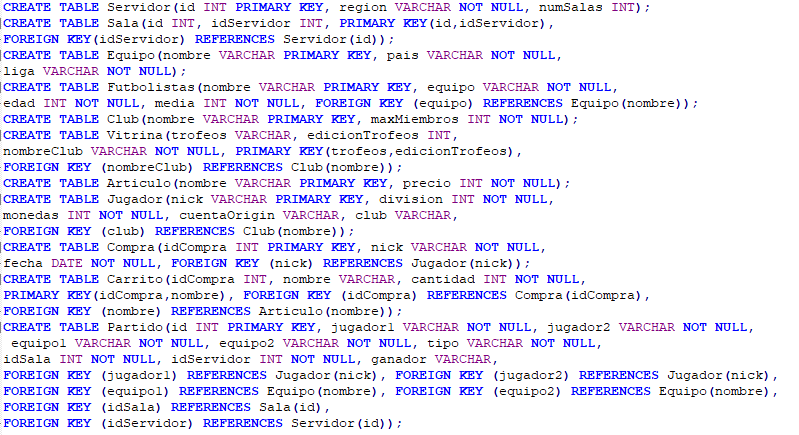 CREATE TABLE Servidor(id INT PRIMARY KEY, region VARCHAR NOT NULL, numSalas INT);
CREATE TABLE Sala(id INT, idServidor INT, PRIMARY KEY(id,idServidor),
FOREIGN KEY(idServidor) REFERENCES Servidor(id));
CREATE TABLE Equipo(nombre VARCHAR PRIMARY KEY, pais VARCHAR NOT NULL,
liga VARCHAR NOT NULL);
CREATE TABLE Futbolistas(nombre VARCHAR PRIMARY KEY, equipo VARCHAR NOT NULL,
edad INT NOT NULL, media INT NOT NULL, FOREIGN KEY (equipo) REFERENCES Equipo(nombre));
CREATE TABLE Club(nombre VARCHAR PRIMARY KEY, maxMiembros INT NOT NULL);
CREATE TABLE Vitrina(trofeos VARCHAR, edicionTrofeos INT,
nombreClub VARCHAR NOT NULL, PRIMARY KEY(trofeos,edicionTrofeos),
FOREIGN KEY (nombreClub) REFERENCES Club(nombre));
CREATE TABLE Articulo(nombre VARCHAR PRIMARY KEY, precio INT NOT NULL);
CREATE TABLE Jugador(nick VARCHAR PRIMARY KEY, division INT NOT NULL,
monedas INT NOT NULL, cuentaOrigin VARCHAR, club VARCHAR,
FOREIGN KEY (club) REFERENCES Club(nombre));
CREATE TABLE Compra(idCompra INT PRIMARY KEY, nick VARCHAR NOT NULL,
fecha DATE NOT NULL, FOREIGN KEY (nick) REFERENCES Jugador(nick));
CREATE TABLE Carrito(idCompra INT, nombre VARCHAR, cantidad INT NOT NULL,
PRIMARY KEY(idCompra,nombre), FOREIGN KEY (idCompra) REFERENCES Compra(idCompra),
FOREIGN KEY (nombre) REFERENCES Articulo(nombre));
CREATE TABLE Partido(id INT PRIMARY KEY, jugador1 VARCHAR NOT NULL, jugador2 VARCHAR NOT NULL,
equipo1 VARCHAR NOT NULL, equipo2 VARCHAR NOT NULL, tipo VARCHAR NOT NULL,
idSala INT NOT NULL, idServidor INT NOT NULL, ganador VARCHAR,
FOREIGN KEY (jugador1) REFERENCES Jugador(nick), FOREIGN KEY (jugador2) REFERENCES Jugador(nick),
FOREIGN KEY (equipo1) REFERENCES Equipo(nombre), FOREIGN KEY (equipo2) REFERENCES Equipo(nombre),
FOREIGN KEY (idSala) REFERENCES Sala(id),
FOREIGN KEY (idServidor) REFERENCES Servidor(id));